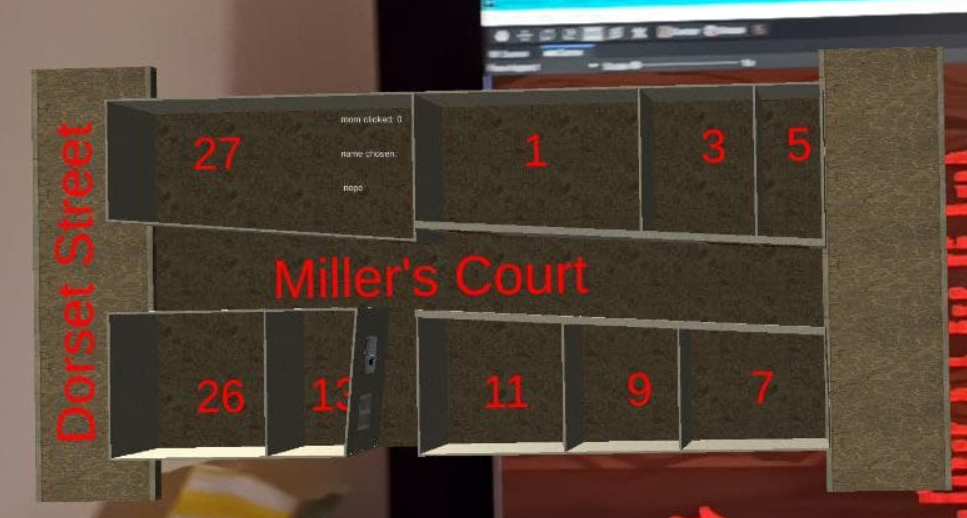 Dorset Street
27
room clicked: 0
name chosen:
nope
1
3
5
Miller's Court
26
13
11
9
7